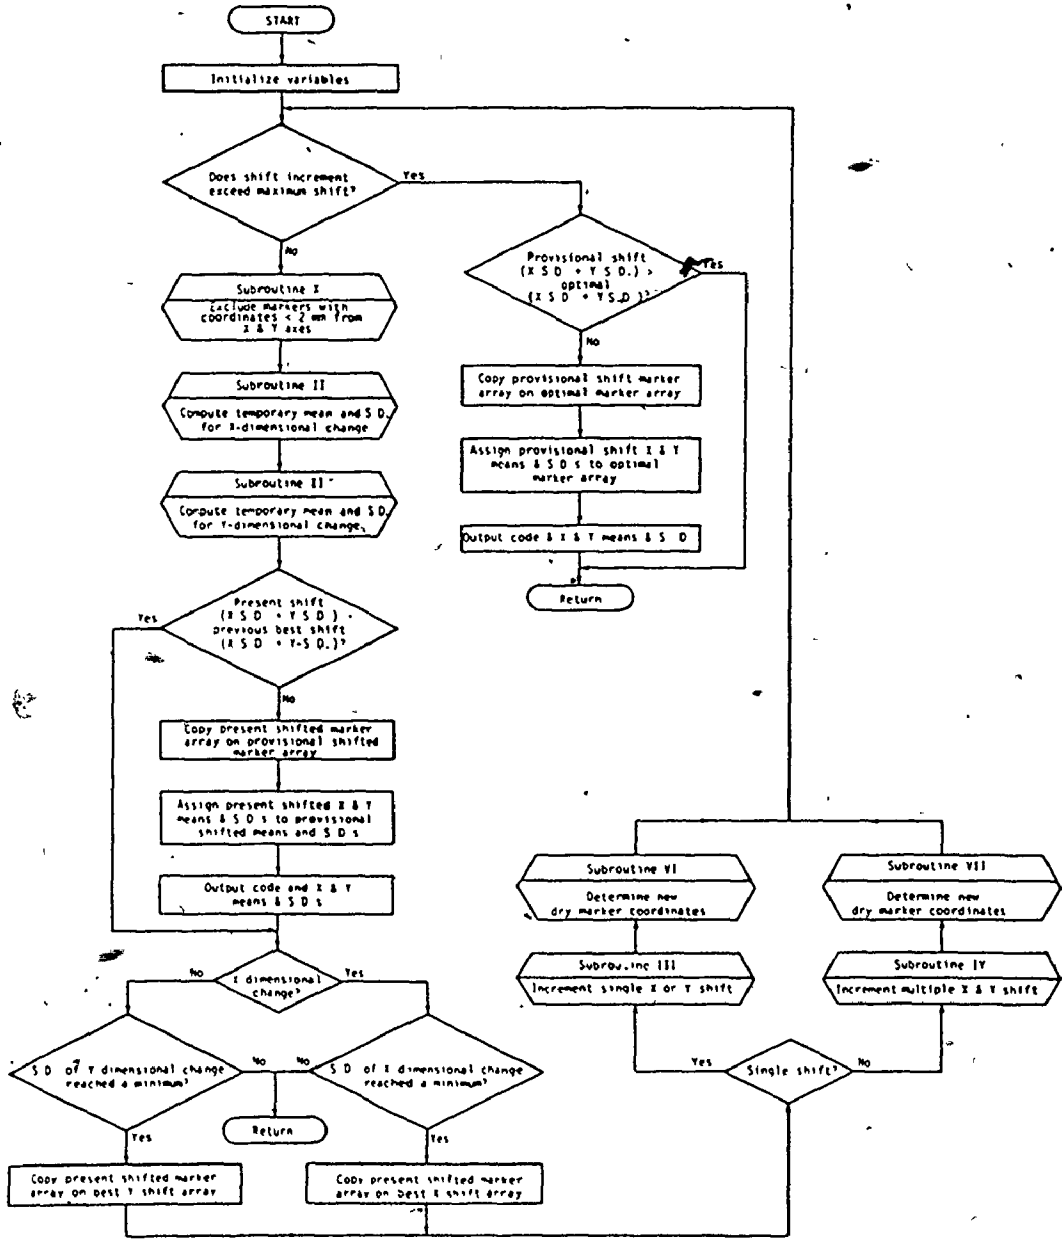 START
Initialize variables
Does shift increment
exceed maximum shift?
Yes
No
Provisional shift
(X S D + Y S D.) >
optimal
(X S D + Y S.D )?
Yes
No
Subroutine X
Exclude markers with
coordinates < 2 mm from
X & Y axes
Subroutine II
Compute temporary mean and S D.
for X-dimensional change
Subroutine II
Compute temporary mean and S D.
for Y-dimensional change
Copy provisional shift marker
array on optimal marker array
Assign provisional shift X & Y
means & S D s to optimal
marker array
Output code & X & Y means & S D
Return
Present shift
(X S D + Y S D )
previous best shift
(X S D + Y S D.)?
Yes
No
Copy present shifted marker
array on provisional shifted
marker array
Assign present shifted X & Y
means & S D s to provisional
shifted means and S D s
Output code and X & Y
means & S D s
X dimensional
change?
No
Yes
S D of Y dimensional change
reached a minimum?
No
Yes
S D of X dimensional change
reached a minimum?
No
Yes
Return
Copy present shifted marker
array on best Y shift array
Copy present shifted marker
array on best X shift array
Subroutine VI
Determine new
dry marker coordinates
Subroutine VII
Determine new
dry marker coordinates
Subroutine III
Increment single X or Y shift
Subroutine IV
Increment multiple X & Y shift
Yes
Single shift?
No